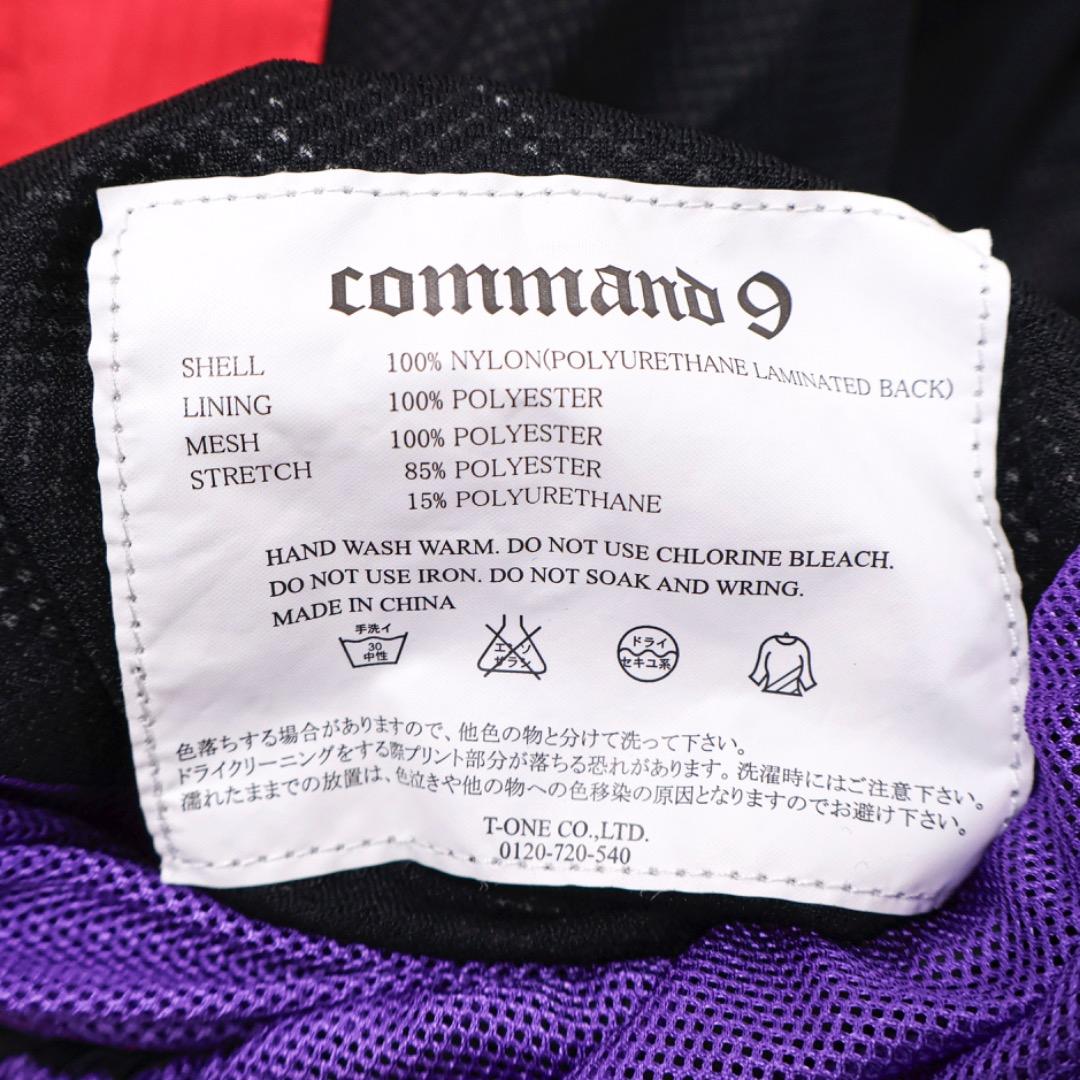 command 9
SHELL 100% NYLON(POLYURETHANE LAMINATED BACK)
LINING 100% POLYESTER
MESH 100% POLYESTER
STRETCH 85% POLYESTER
15% POLYURETHANE
HAND WASH WARM. DO NOT USE CHLORINE BLEACH.
DO NOT USE IRON. DO NOT SOAK AND WRING.
MADE IN CHINA
手洗イ
30
中性
エンソ
サラシ
ドライ
セキユ系
色落ちする場合がありますので、他色の物と分けて洗って下さい。
ドライクリーニングをする際プリント部分が落ちる恐れがあります。洗濯時にはご注意下さい。
濡れたままでの放置は、色泣きや他の物への色移染の原因となりますのでお避け下さい。
T-ONE CO.,LTD.
0120-720-540